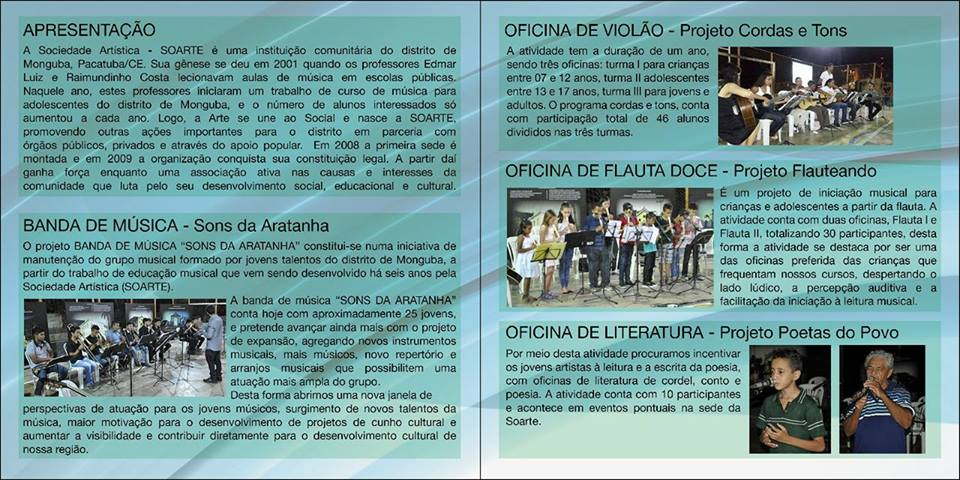 APRESENTAÇÃO
A Sociedade Artística - SOARTE é uma instituição comunitária do distrito de
Monguba, Pacatuba/CE. Sua gênese se deu em 2001 quando os professores Edmar
Luiz e Raimundinho Costa lecionavam aulas de música em escolas públicas.
Naquele ano, estes professores iniciaram um trabalho de curso de música para
adolescentes do distrito de Monguba, e o número de alunos interessados só
aumentou a cada ano. Logo, a Arte se une ao Social e nasce a SOARTE,
promovendo outras ações importantes para o distrito em parceria com
órgãos públicos, privados e através do apoio popular. Em 2008 a primeira sede é
montada e em 2009 a organização conquista sua constituição legal. A partir daí
ganha força enquanto uma associação ativa nas causas e interesses da
comunidade que luta pelo seu desenvolvimento social, educacional e cultural.
BANDA DE MÚSICA - Sons da Aratanha
O projeto BANDA DE MÚSICA “SONS DA ARATANHA” constitui-se numa iniciativa de
manutenção do grupo musical formado por jovens talentos do distrito de Monguba, a
partir do trabalho de educação musical que vem sendo desenvolvido há seis anos pela
Sociedade Artística (SOARTE).
A banda de música “SONS DA ARATANHA”
conta hoje com aproximadamente 25 jovens,
e pretende avançar ainda mais com o projeto
de expansão, agregando novos instrumentos
musicais, mais músicos, novo repertório e
arranjos musicais que possibilitem uma
atuação mais ampla do grupo.
Desta forma abrimos uma nova janela de
perspectivas de atuação para os jovens músicos, surgimento de novos talentos da
música, maior motivação para o desenvolvimento de projetos de cunho cultural e
aumentar a visibilidade e contribuir diretamente para o desenvolvimento cultural de
nossa região.
OFICINA DE VIOLÃO - Projeto Cordas e Tons
A atividade tem a duração de um ano,
sendo três oficinas: turma I para crianças
entre 07 e 12 anos, turma II adolescentes
entre 13 e 17 anos, turma III para jovens e
adultos. O programa cordas e tons, conta
com participação total de 46 alunos
divididos nas três turmas.
OFICINA DE FLAUTA DOCE - Projeto Flauteando
É um projeto de iniciação musical para
crianças e adolescentes a partir da flauta. A
atividade conta com duas oficinas, Flauta I e
Flauta II, totalizando 30 participantes, desta
forma a atividade se destaca por ser uma
das oficinas preferida das crianças que
frequentam nossos cursos, despertando o
lado lúdico, a percepção auditiva e a
facilitação da iniciação à leitura musical.
OFICINA DE LITERATURA - Projeto Poetas do Povo
Por meio desta atividade procuramos incentivar
os jovens artistas à leitura e a escrita da poesia,
com oficinas de literatura de cordel, conto e
poesia. A atividade conta com 10 participantes
e acontece em eventos pontuais na sede da
Soarte.